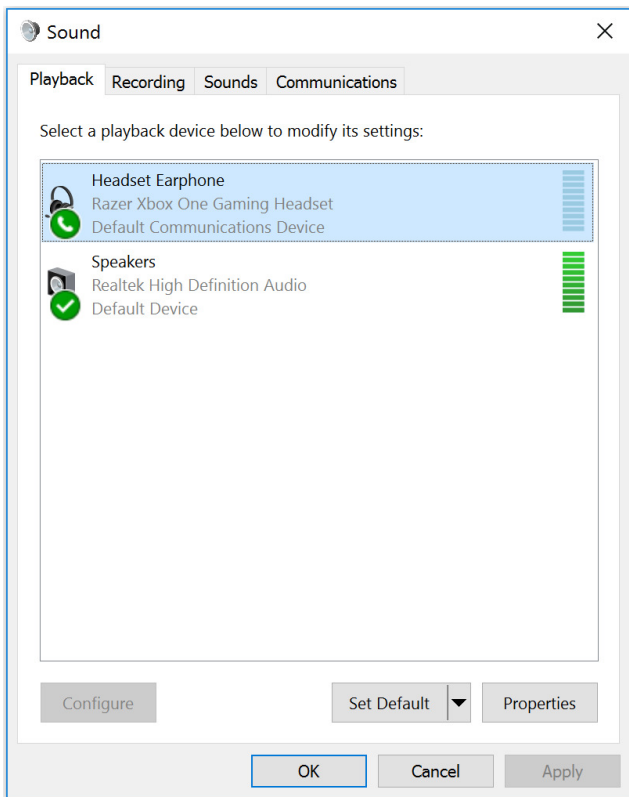 Sound
Playback Recording Sounds Communications
Select a playback device below to modify its settings:
Headset Earphone
Razer Xbox One Gaming Headset
Default Communications Device
Speakers
Realtek High Definition Audio
Default Device
Configure Set Default Properties
OK Cancel Apply